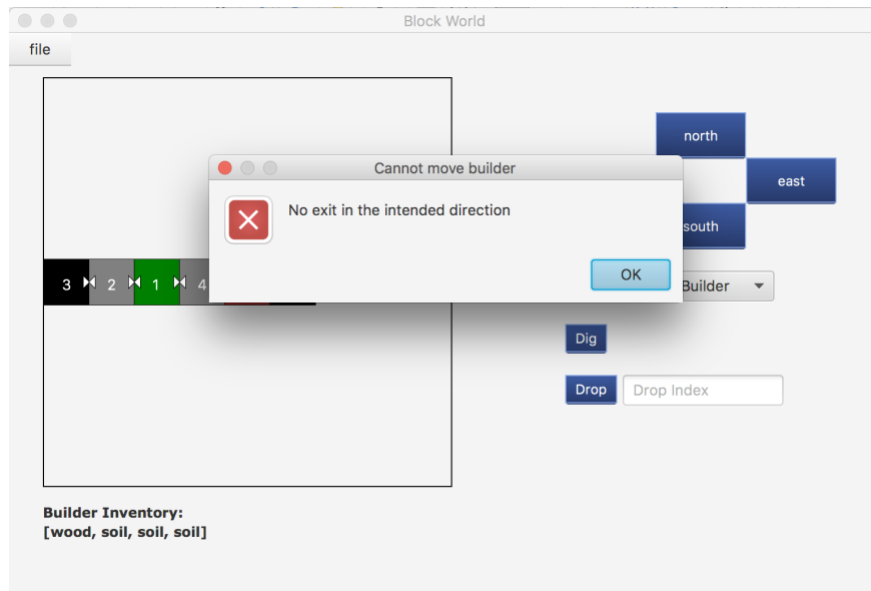 Block World
file
north
Cannot move builder
east
No exit in the intended direction
south
OK
3 2 1 4
Builder
Dig
Drop Drop Index
Builder Inventory:
[wood, soil, soil, soil]